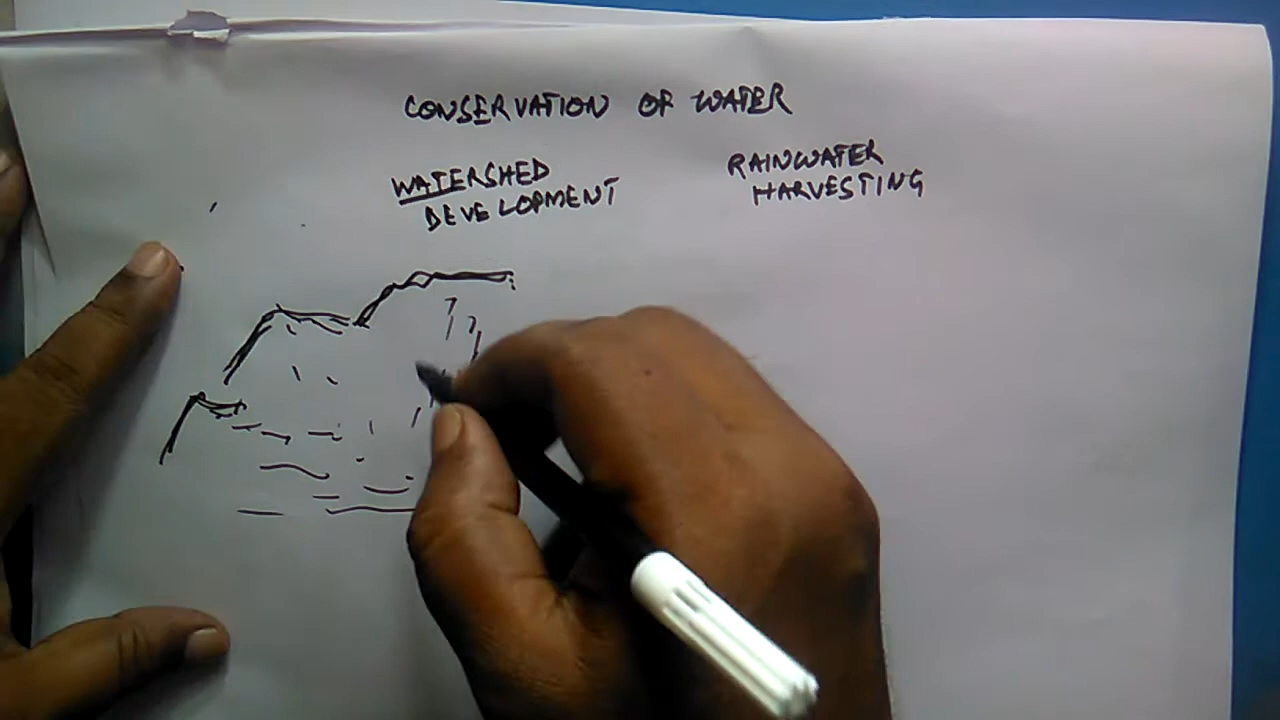 CONSERVATION OF WATER
WATERSHED
DEVELOPMENT
RAINWATER
HARVESTING